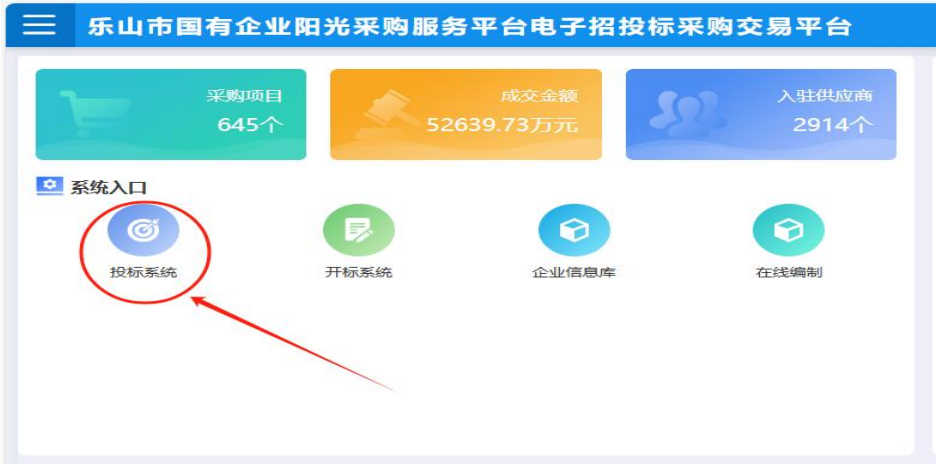 乐山市国有企业阳光采购服务平台电子招投标采购交易平台
采购项目
645个
成交金额
52639.73万元
入驻供应商
2914个
系统入口
投标系统
开标系统
企业信息库
在线编制